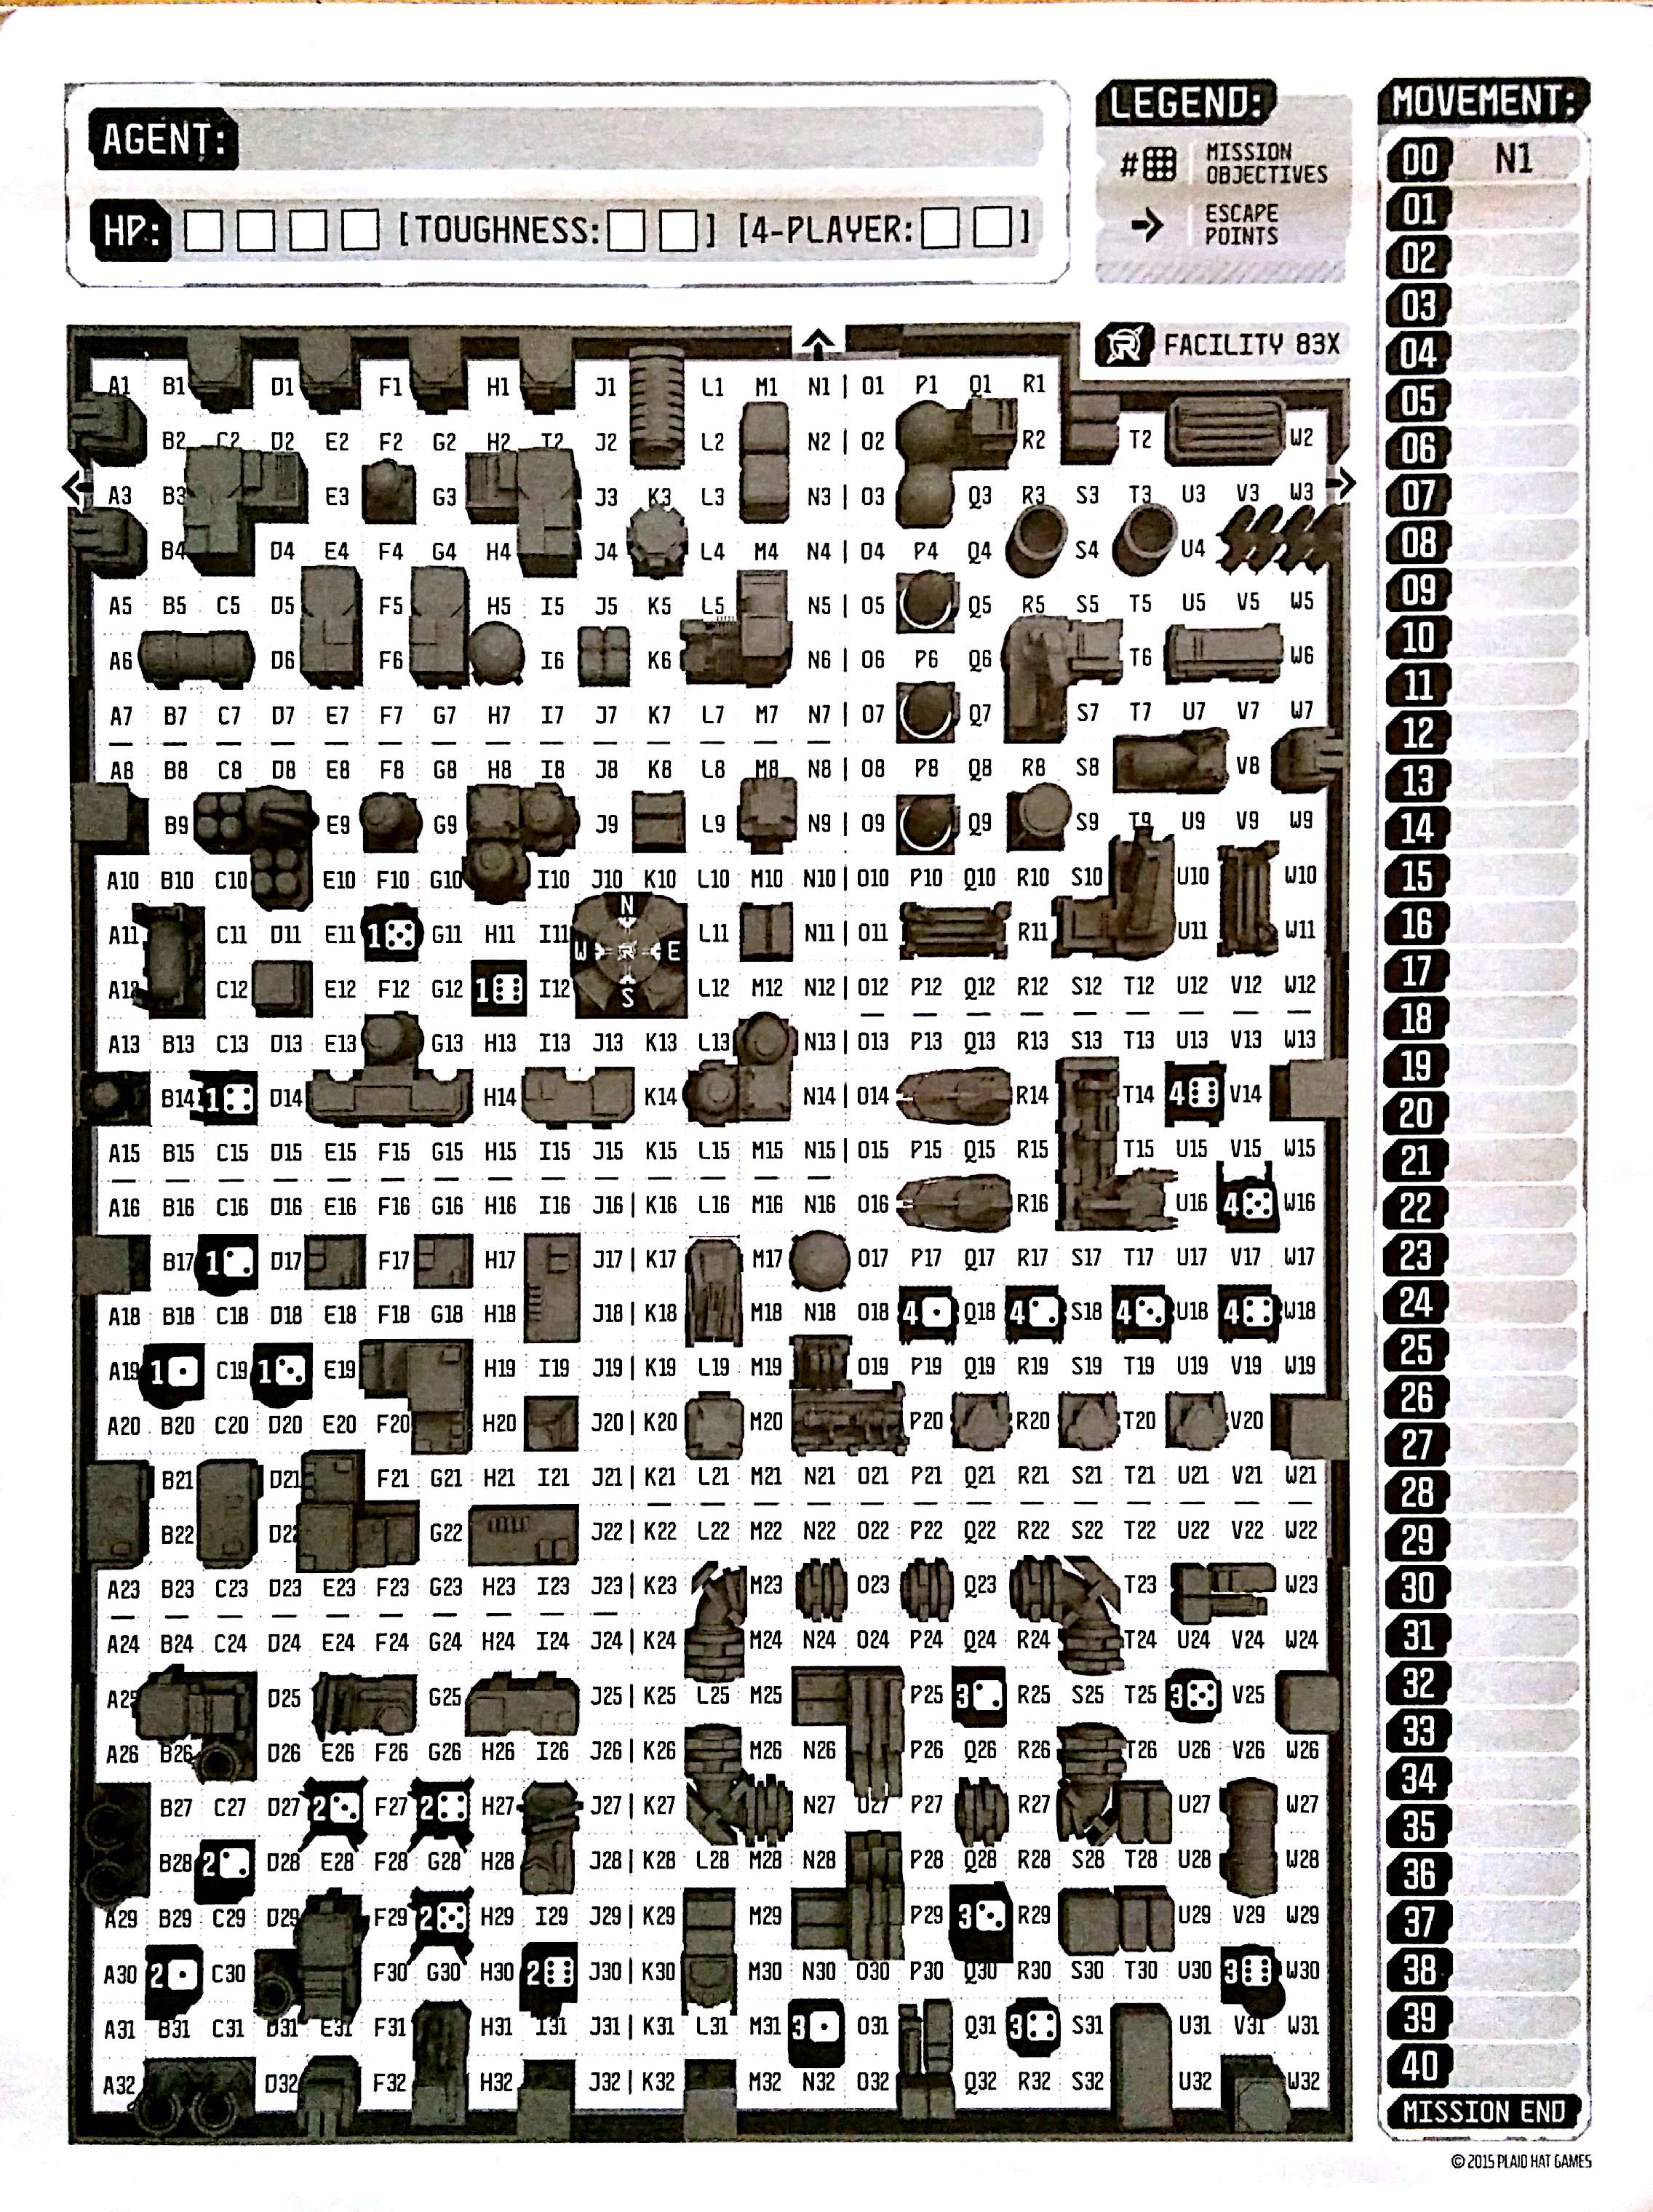 AGENT:
HP: [TOUGHNESS: ] [4-PLAYER: ]
LEGEND:
# MISSION OBJECTIVES
ESCAPE POINTS
FACILITY 83X
A1 B1 D1 F1 H1 J1 L1 M1 N1 | O1 P1 Q1 R1
B2 C2 D2 E2 F2 G2 H2 I2 J2 L2 N2 | O2 R2 T2 W2
A3 B3 E3 G3 J3 K3 L3 N3 | O3 Q3 R3 S3 T3 U3 V3 W3
B4 D4 E4 F4 G4 H4 J4 L4 M4 N4 | O4 P4 Q4 S4 U4
A5 B5 C5 D5 F5 H5 I5 J5 K5 L5 N5 | O5 Q5 R5 S5 T5 U5 V5 W5
A6 D6 F6 I6 K6 N6 | O6 P6 Q6 T6 W6
A7 B7 C7 D7 E7 F7 G7 H7 I7 J7 K7 L7 M7 N7 | O7 Q7 S7 T7 U7 V7 W7
A8 B8 C8 D8 E8 F8 G8 H8 I8 J8 K8 L8 M8 N8 | O8 P8 Q8 R8 S8 V8
B9 E9 G9 J9 L9 N9 | O9 Q9 S9 T9 U9 V9 W9
A10 B10 C10 E10 F10 G10 I10 J10 K10 L10 M10 N10 | O10 P10 Q10 R10 S10 U10 W10
N
A11 C11 D11 E11 1 G11 H11 I11 W E L11 N11 | O11 R11 U11 W11
A12 C12 E12 F12 G12 1 I12 S L12 M12 N12 | O12 P12 Q12 R12 S12 T12 U12 V12 W12
A13 B13 C13 D13 E13 G13 H13 I13 J13 K13 L13 N13 | O13 P13 Q13 R13 S13 T13 U13 V13 W13
B14 1 D14 H14 K14 N14 | O14 R14 T14 4 V14
A15 B15 C15 D15 E15 F15 G15 H15 I15 J15 K15 L15 M15 N15 | O15 P15 Q15 R15 T15 U15 V15 W15
A16 B16 C16 D16 E16 F16 G16 H16 I16 J16 | K16 L16 M16 N16 O16 R16 U16 4 W16
B17 1 D17 F17 H17 J17 | K17 M17 O17 P17 Q17 R17 S17 T17 U17 V17 W17
A18 B18 C18 D18 E18 F18 G18 H18 J18 | K18 M18 N18 O18 4 Q18 4 S18 4 U18 4 W18
A19 1 C19 1 E19 H19 I19 J19 | K19 L19 M19 O19 P19 Q19 R19 S19 T19 U19 V19 W19
A20 B20 C20 D20 E20 F20 H20 J20 | K20 M20 P20 R20 T20 V20
B21 D21 F21 G21 H21 I21 J21 | K21 L21 M21 N21 O21 P21 Q21 R21 S21 T21 U21 V21 W21
B22 D22 G22 J22 | K22 L22 M22 N22 O22 P22 Q22 R22 S22 T22 U22 V22 W22
A23 B23 C23 D23 E23 F23 G23 H23 I23 J23 | K23 M23 O23 Q23 T23 W23
A24 B24 C24 D24 E24 F24 G24 H24 I24 J24 | K24 M24 N24 O24 P24 Q24 R24 T24 U24 V24 W24
A25 D25 G25 J25 | K25 L25 M25 P25 3 R25 S25 T25 3 V25
A26 B26 D26 E26 F26 G26 H26 I26 J26 | K26 M26 N26 P26 Q26 R26 T26 U26 V26 W26
B27 C27 D27 2 F27 2 H27 J27 | K27 N27 O27 P27 R27 U27 W27
B28 2 D28 E28 F28 G28 H28 J28 | K28 L28 M28 N28 P28 Q28 R28 S28 T28 U28 W28
A29 B29 C29 D29 F29 2 H29 I29 J29 | K29 M29 P29 3 R29 U29 V29 W29
A30 2 C30 F30 G30 H30 2 J30 | K30 M30 N30 O30 P30 Q30 R30 S30 T30 U30 3 W30
A31 B31 C31 D31 E31 F31 H31 I31 J31 | K31 L31 M31 3 O31 Q31 3 S31 U31 V31 W31
A32 D32 F32 H32 J32 | K32 M32 N32 O32 Q32 R32 S32 U32 W32
MOVEMENT:
00 N1
01
02
03
04
05
06
07
08
09
10
11
12
13
14
15
16
17
18
19
20
21
22
23
24
25
26
27
28
29
30
31
32
33
34
35
36
37
38
39
40
MISSION END
© 2015 PLAID HAT GAMES